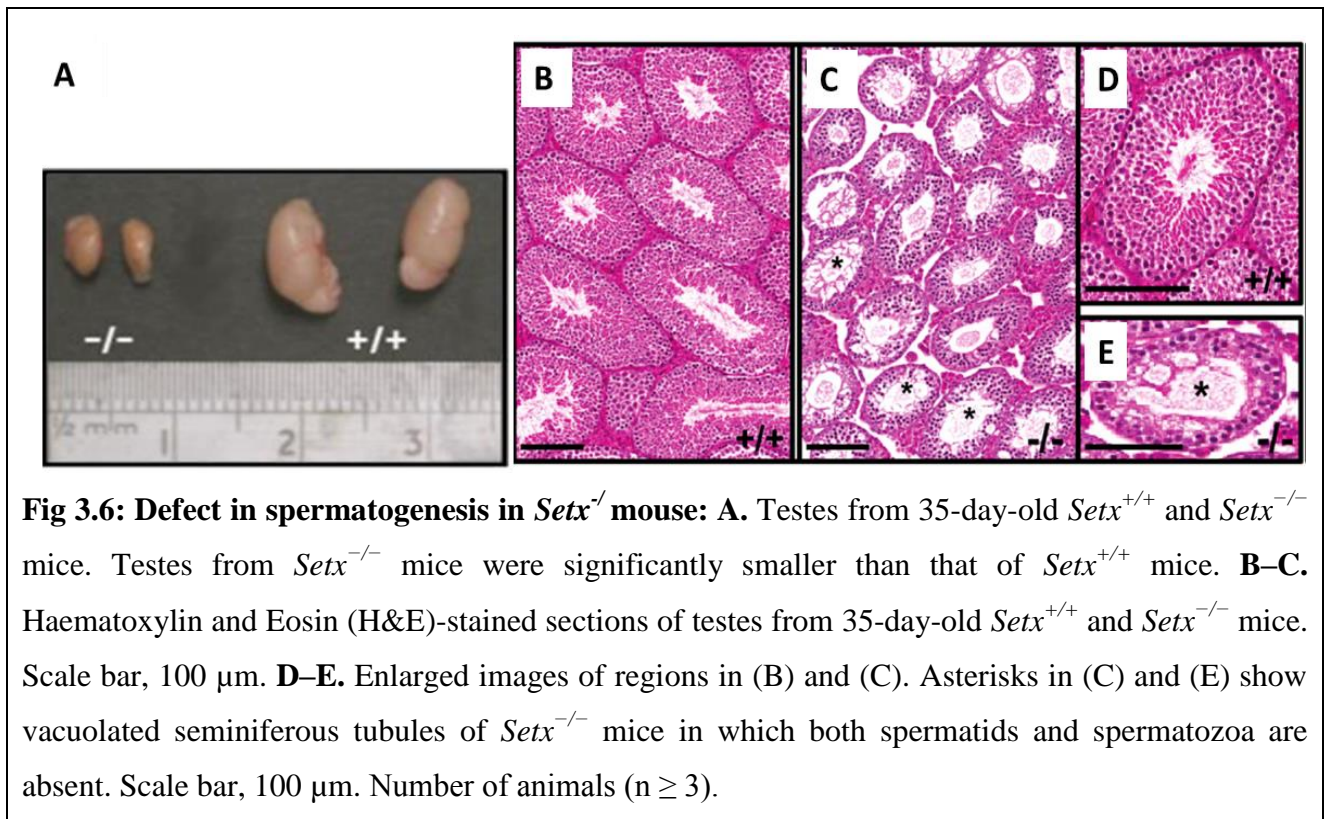 A
B
C
D
E
-/-
+/+
½ m/m 1 2 3
*
*
*
+/+
-/-
+/+
*
-/-
Fig 3.6: Defect in spermatogenesis in Setx⁻/ mouse: A. Testes from 35-day-old Setx⁺/⁺ and Setx⁻/⁻
mice. Testes from Setx⁻/⁻ mice were significantly smaller than that of Setx⁺/⁺ mice. B–C.
Haematoxylin and Eosin (H&E)-stained sections of testes from 35-day-old Setx⁺/⁺ and Setx⁻/⁻ mice.
Scale bar, 100 µm. D–E. Enlarged images of regions in (B) and (C). Asterisks in (C) and (E) show
vacuolated seminiferous tubules of Setx⁻/⁻ mice in which both spermatids and spermatozoa are
absent. Scale bar, 100 µm. Number of animals (n ≥ 3).